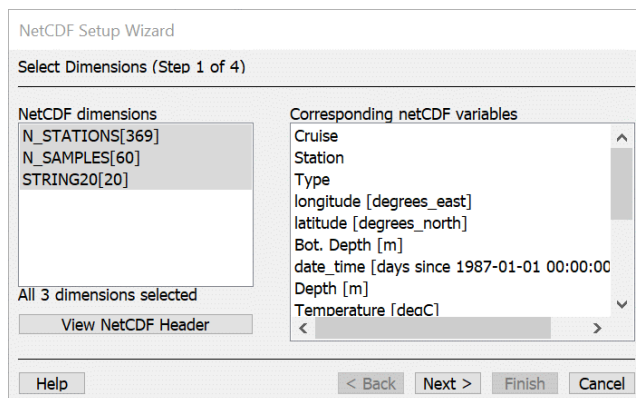 NetCDF Setup Wizard
Select Dimensions (Step 1 of 4)
NetCDF dimensions
N_STATIONS[369]
N_SAMPLES[60]
STRING20[20]
All 3 dimensions selected
View NetCDF Header
Corresponding netCDF variables
Cruise
Station
Type
longitude [degrees_east]
latitude [degrees_north]
Bot. Depth [m]
date_time [days since 1987-01-01 00:00:00
Depth [m]
Temperature [degC]
Help
< Back
Next >
Finish
Cancel